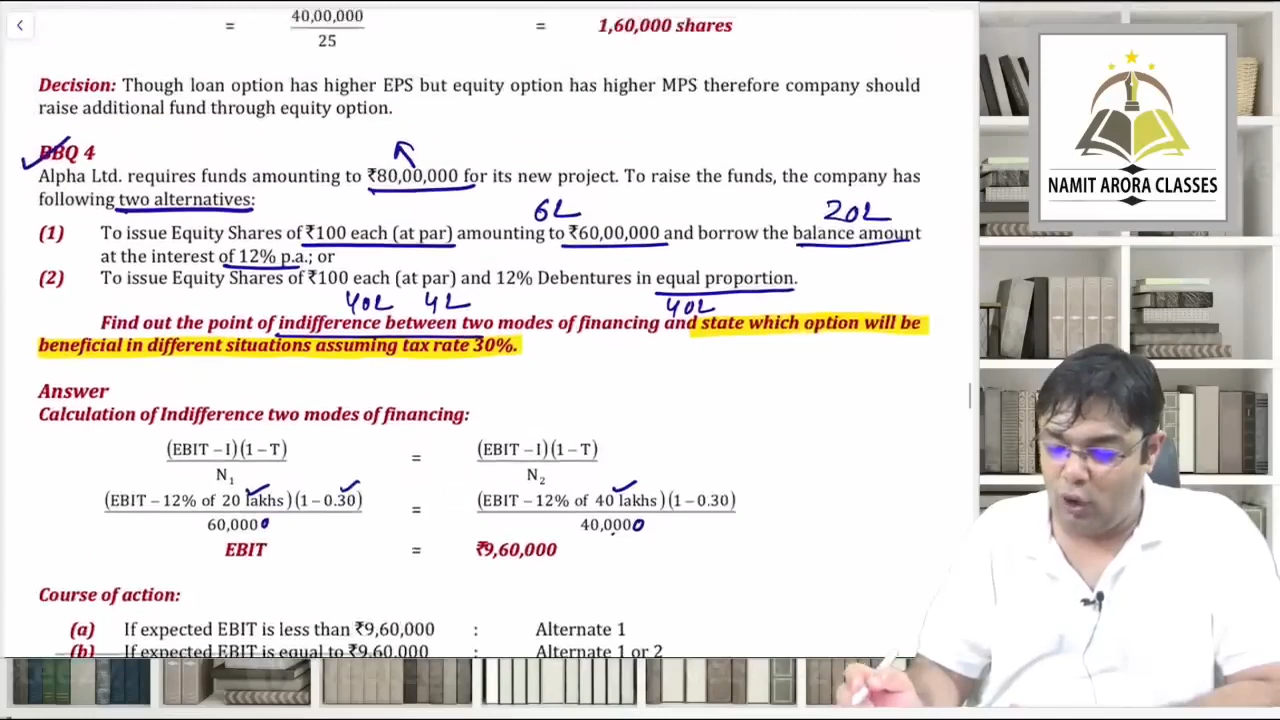 = 40,00,000 / 25 = 1,60,000 shares
Decision: Though loan option has higher EPS but equity option has higher MPS therefore company should
raise additional fund through equity option.
BBQ 4
Alpha Ltd. requires funds amounting to ₹80,00,000 for its new project. To raise the funds, the company has
following two alternatives:
6L 20L
(1) To issue Equity Shares of ₹100 each (at par) amounting to ₹60,00,000 and borrow the balance amount
at the interest of 12% p.a.; or
(2) To issue Equity Shares of ₹100 each (at par) and 12% Debentures in equal proportion.
40L 4L 40L
Find out the point of indifference between two modes of financing and state which option will be
beneficial in different situations assuming tax rate 30%.
Answer
Calculation of Indifference two modes of financing:
(EBIT – I)(1 – T) / N₁ = (EBIT – I)(1 – T) / N₂
(EBIT – 12% of 20 lakhs)(1 – 0.30) / 60,0000 = (EBIT – 12% of 40 lakhs)(1 – 0.30) / 40,0000
EBIT = ₹9,60,000
Course of action:
(a) If expected EBIT is less than ₹9,60,000 : Alternate 1
(b) If expected EBIT is equal to ₹9,60,000 : Alternate 1 or 2
NAMIT ARORA CLASSES